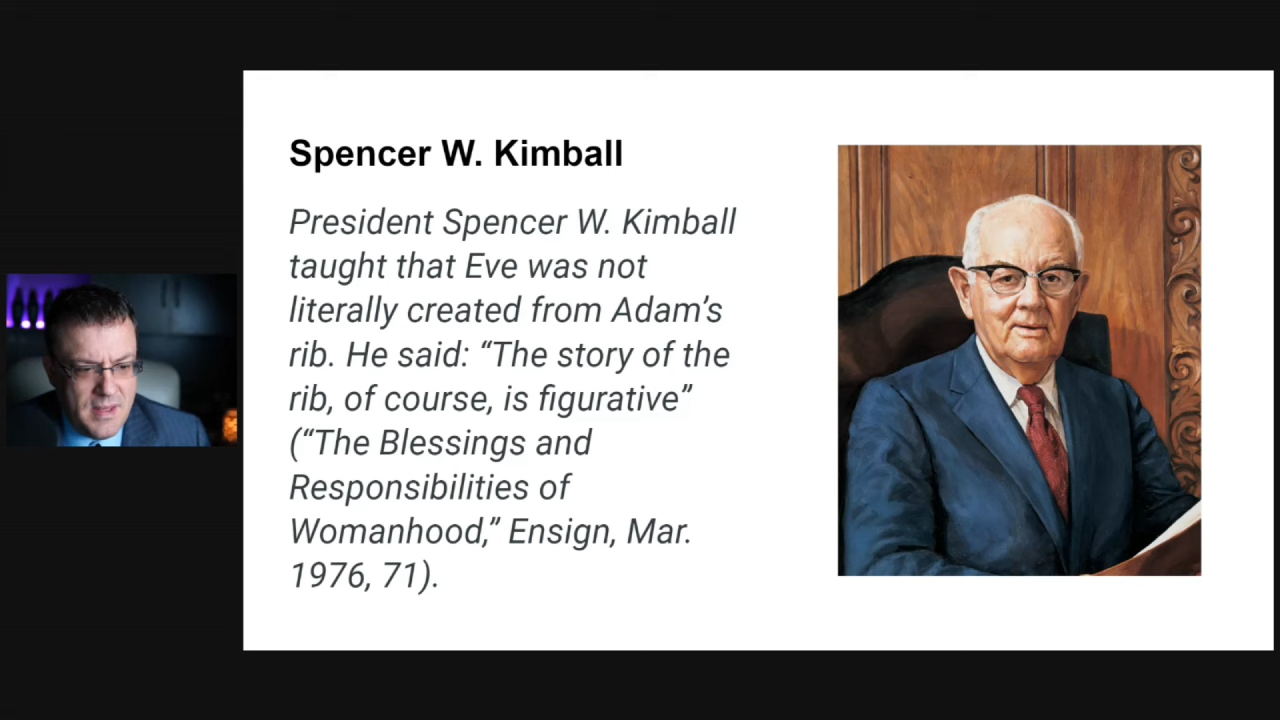 Spencer W. Kimball
President Spencer W. Kimball
taught that Eve was not
literally created from Adam’s
rib. He said: “The story of the
rib, of course, is figurative”
(“The Blessings and
Responsibilities of
Womanhood,” Ensign, Mar.
1976, 71).